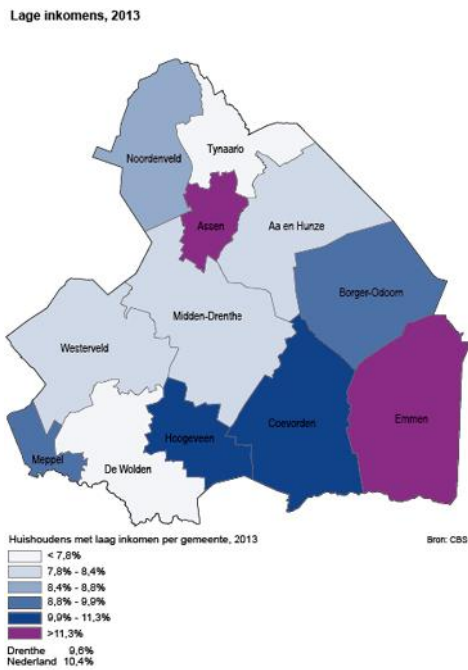 Lage inkomens, 2013
Noordenveld
Tynaarlo
Assen
Aa en Hunze
Borger-Odoorn
Midden-Drenthe
Westerveld
Emmen
Coevorden
Hoogeveen
Meppel
De Wolden
Huishoudens met laag inkomen per gemeente, 2013
Bron: CBS
< 7,8%
7,8% - 8,4%
8,4% - 8,8%
8,8% - 9,9%
9,9% - 11,3%
>11,3%
Drenthe 9,6%
Nederland 10,4%